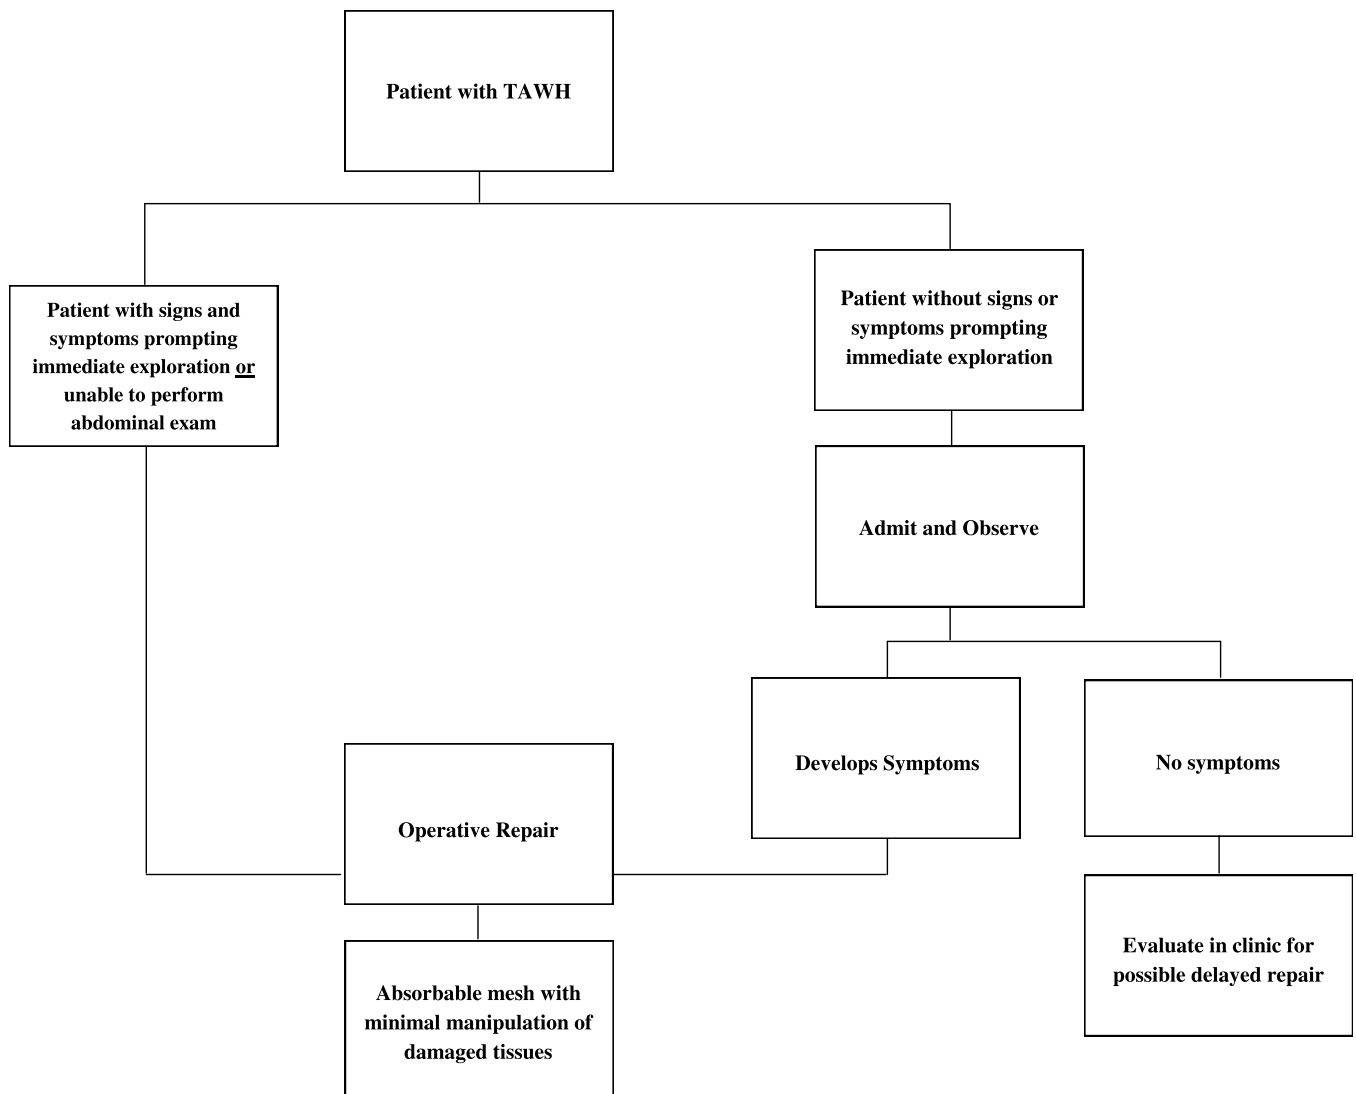 Patient with TAWH
Patient with signs and
symptoms prompting
immediate exploration or
unable to perform
abdominal exam
Patient without signs or
symptoms prompting
immediate exploration
Admit and Observe
Develops Symptoms
No symptoms
Operative Repair
Absorbable mesh with
minimal manipulation of
damaged tissues
Evaluate in clinic for
possible delayed repair